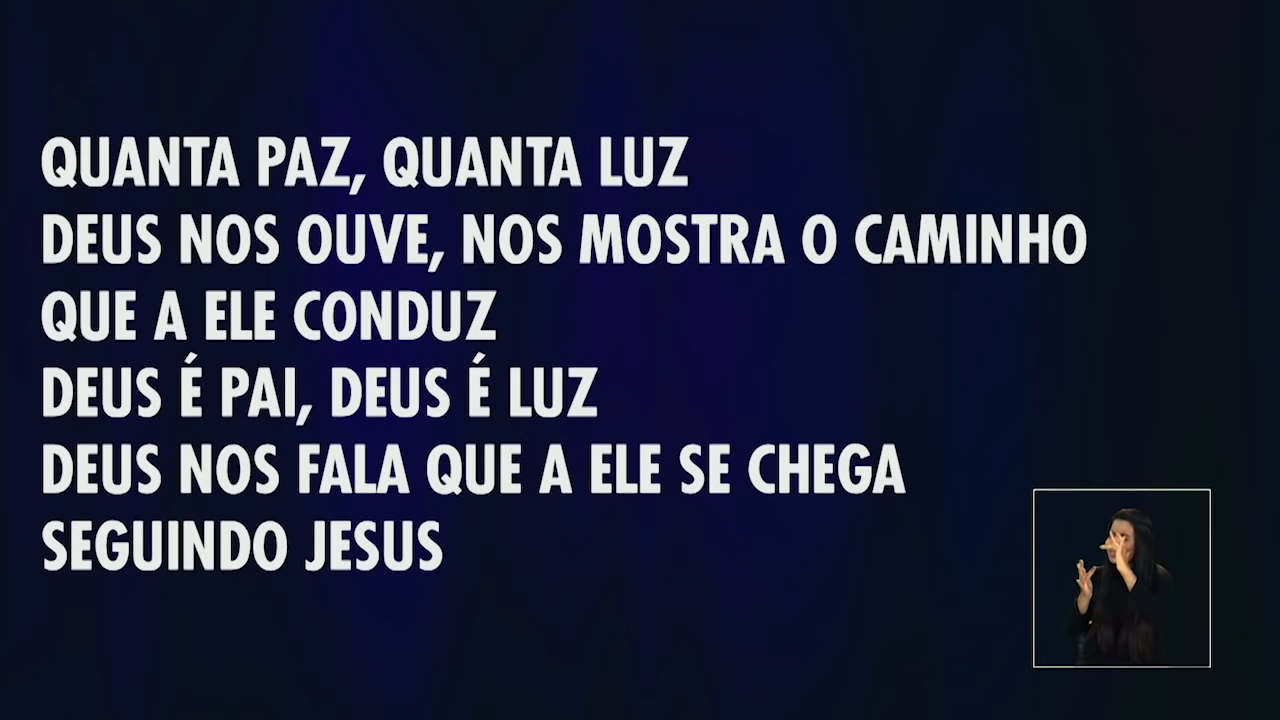 QUANTA PAZ, QUANTA LUZ
DEUS NOS OUVE, NOS MOSTRA O CAMINHO
QUE A ELE CONDUZ
DEUS É PAI, DEUS É LUZ
DEUS NOS FALA QUE A ELE SE CHEGA
SEGUINDO JESUS